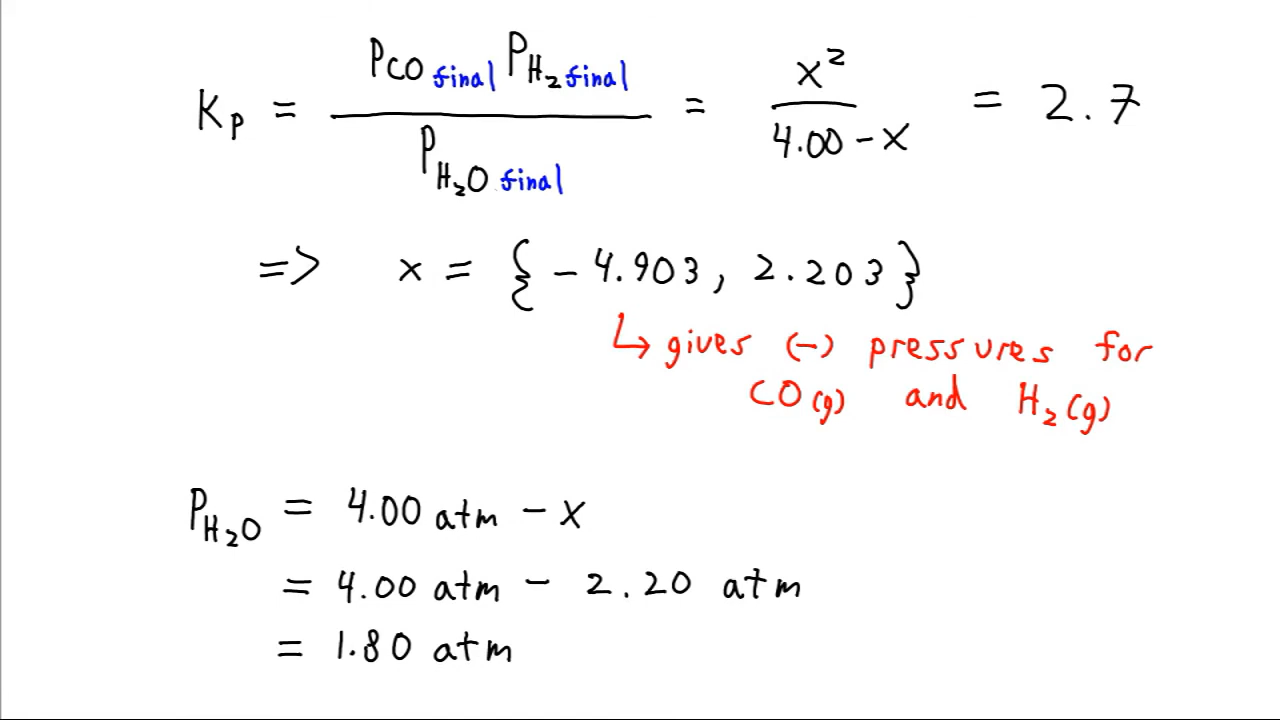 Kp = PCO final PH2 final / PH2O final = x² / 4.00 - x = 2.7
=> x = { - 4.903, 2.203 }
↳ gives (-) pressures for
CO(g) and H2(g)
PH2O = 4.00 atm - x
= 4.00 atm - 2.20 atm
= 1.80 atm